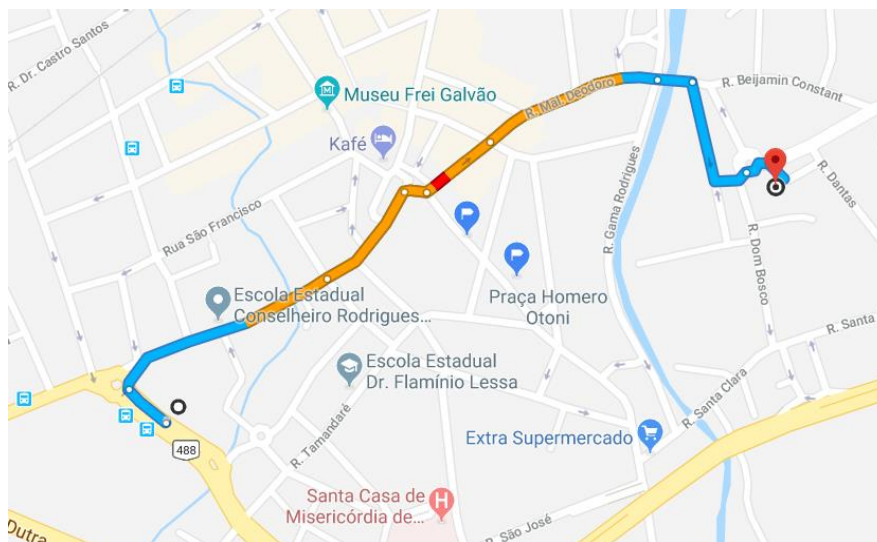 R. Dr. Castro Santos
Museu Frei Galvão
Kafé
R. Mal. Deodoro
R. Beijamin Constant
R. Dantas
Rua São Francisco
R. Gama Rodrigues
R. Dom Bosco
Praça Homero
Otoni
Escola Estadual
Conselheiro Rodrigues...
R. Santa
Escola Estadual
Dr. Flamínio Lessa
R. Santa Clara
R. Tamandaré
Extra Supermercado
488
Santa Casa de
Misericórdia de...
H
R. São José
Dutra